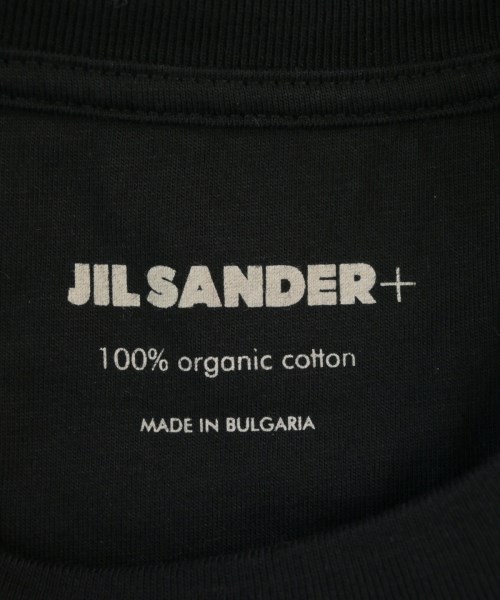 JIL SANDER+
100% organic cotton
MADE IN BULGARIA